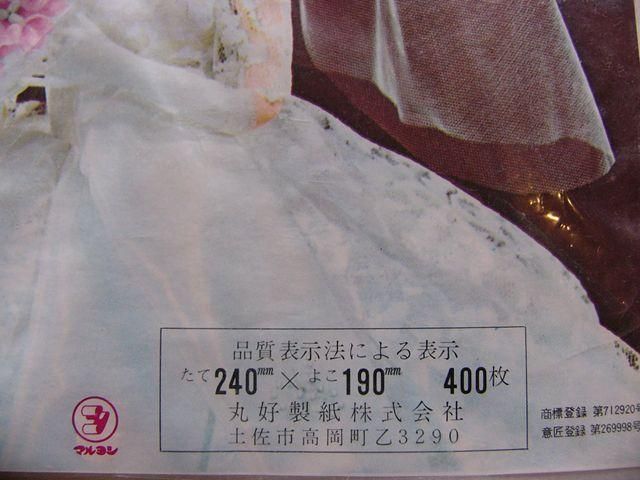 品質表示法による表示
たて240mm×よこ190mm 400枚
丸好製紙株式会社
土佐市高岡町乙3290
ヨ
マルヨシ
商標登録 第712920号
意匠登録 第269998号